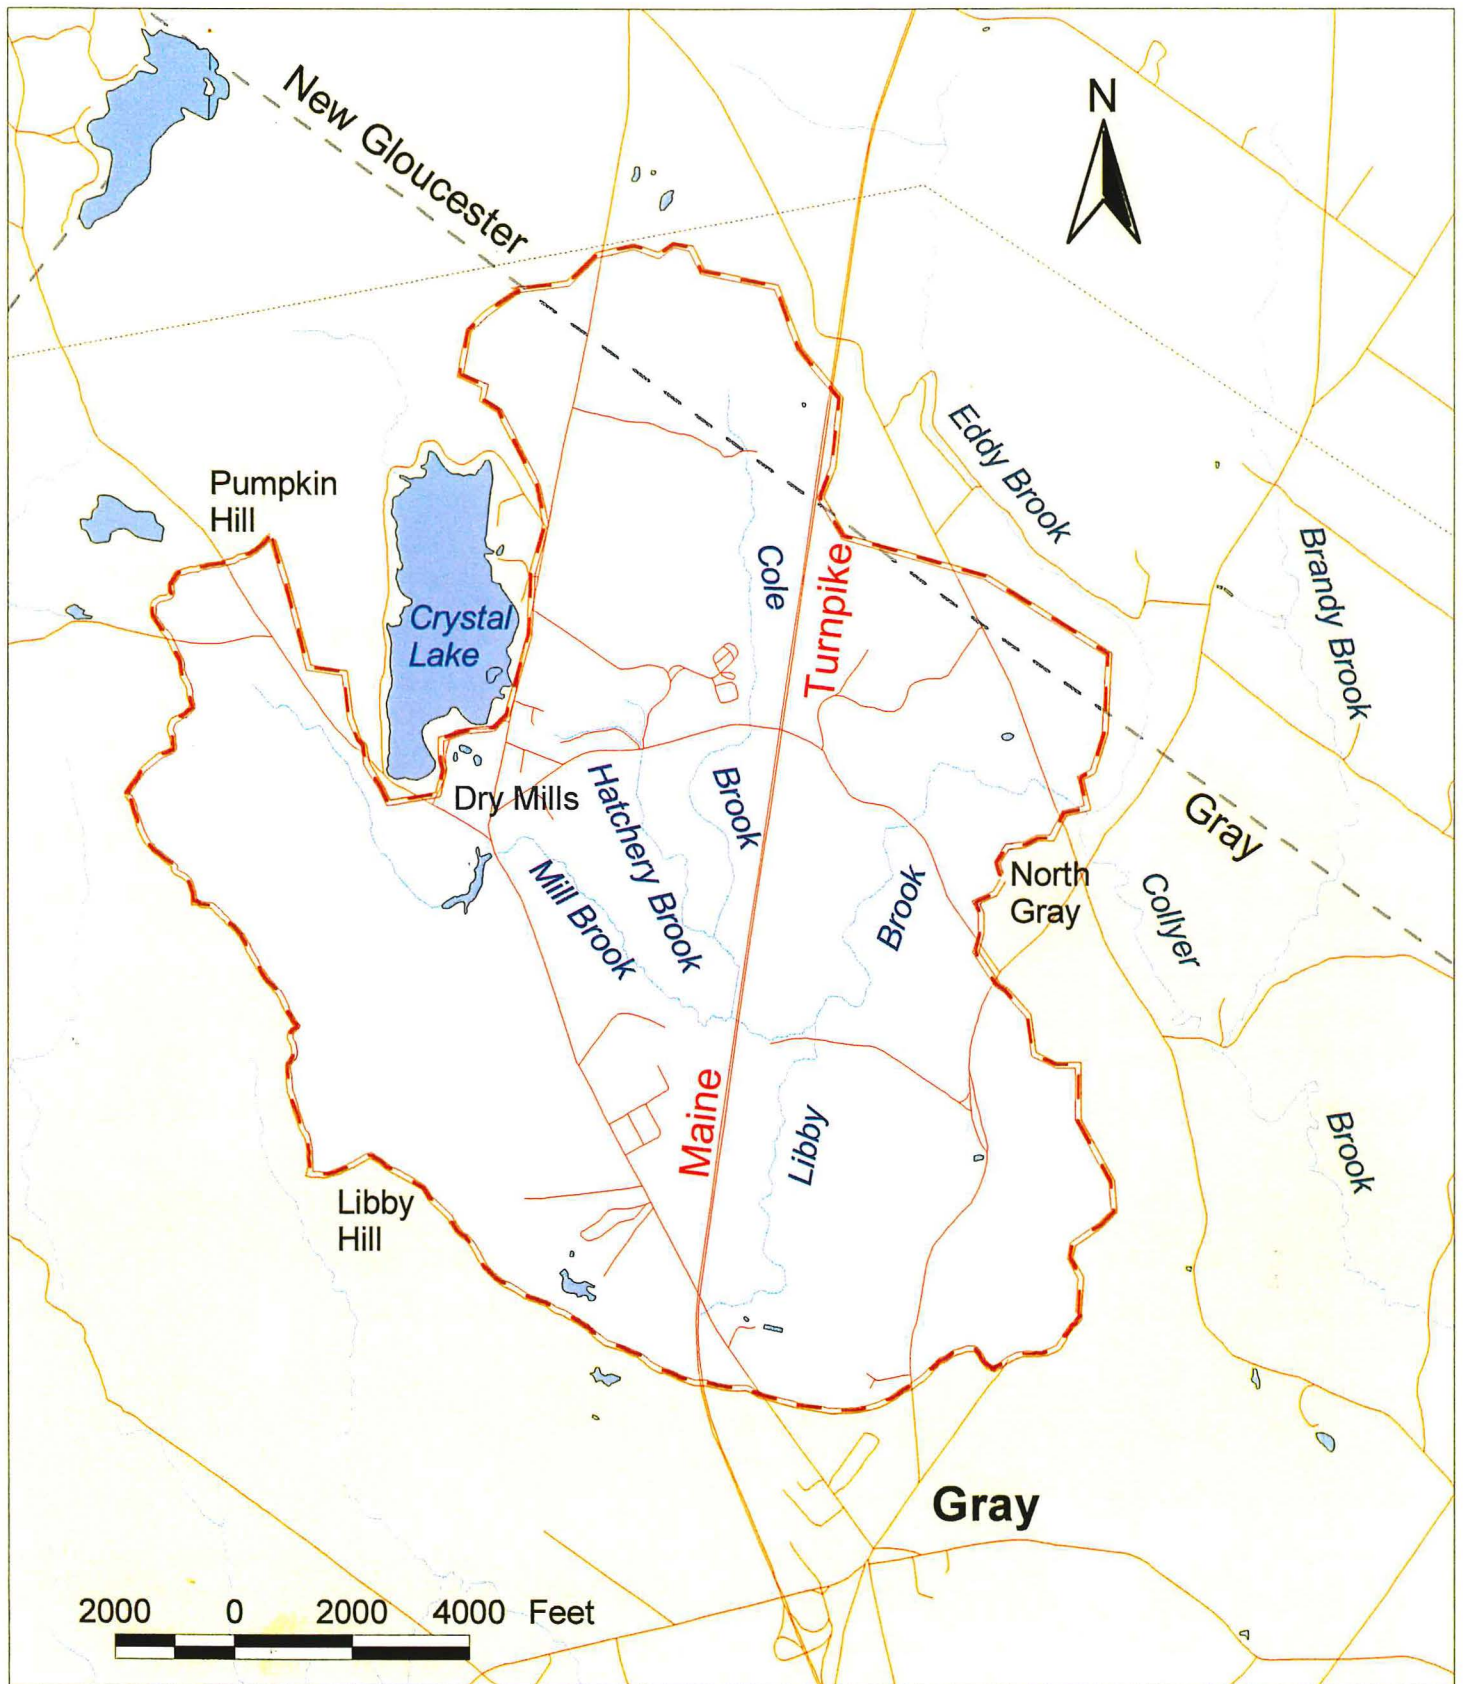 N
New Gloucester
Eddy Brook
Pumpkin
Hill
Brandy Brook
Cole
Turnpike
Crystal
Lake
Dry Mills
Hatchery Brook
Brook
Gray
Mill Brook
Brook
North
Gray
Collyer
Maine
Libby
Brook
Libby
Hill
Gray
2000 0 2000 4000 Feet